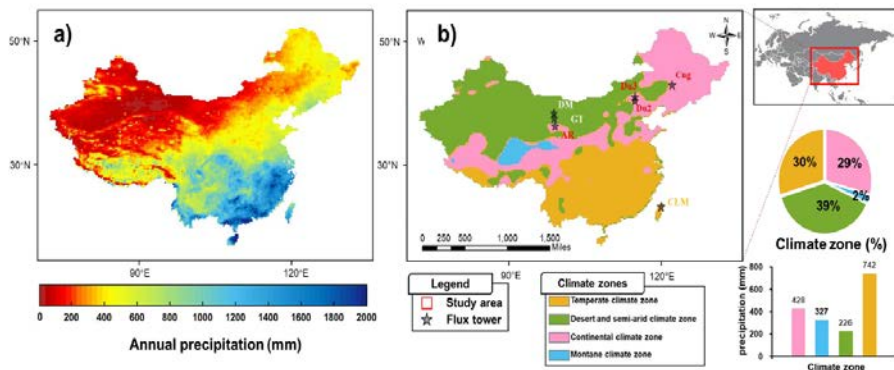 a)
50°N
30°N
90°E
120°E
0 200 400 600 800 1000 1200 1400 1600 1800 2000
Annual precipitation (mm)
b)
W
50°N
30°N
N
W E
S
Cng
Du3
Du2
DM
GT
AR
CLM
0 250 500 1,000 1,500
Miles
90°E
120°E
Legend
Study area
Flux tower
Climate zones
Temperate climate zone
Desert and semi-arid climate zone
Continental climate zone
Montane climate zone
30%
29%
2%
39%
Climate zone (%)
precipitation (mm)
800
600
400
200
0
428
327
226
742
Climate zone